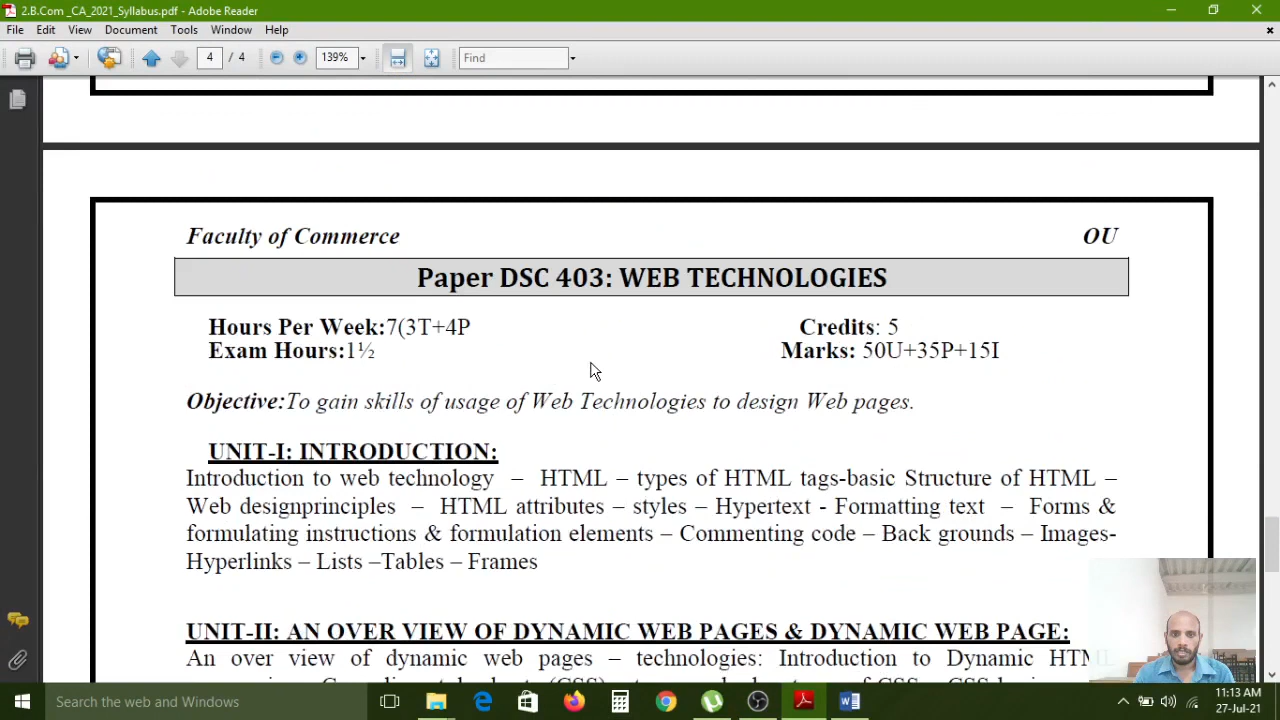 2.B.Com _CA_2021_Syllabus.pdf - Adobe Reader
File Edit View Document Tools Window Help
4 / 4 139% Find
Faculty of Commerce OU
Paper DSC 403: WEB TECHNOLOGIES
Hours Per Week:7(3T+4P Credits: 5
Exam Hours:1½ Marks: 50U+35P+15I
Objective:To gain skills of usage of Web Technologies to design Web pages.
UNIT-I: INTRODUCTION:
Introduction to web technology – HTML – types of HTML tags-basic Structure of HTML –
Web designprinciples – HTML attributes – styles – Hypertext - Formatting text – Forms &
formulating instructions & formulation elements – Commenting code – Back grounds – Images-
Hyperlinks – Lists –Tables – Frames
UNIT-II: AN OVER VIEW OF DYNAMIC WEB PAGES & DYNAMIC WEB PAGE:
An over view of dynamic web pages – technologies: Introduction to Dynamic HTML
Search the web and Windows
11:13 AM
27-Jul-21